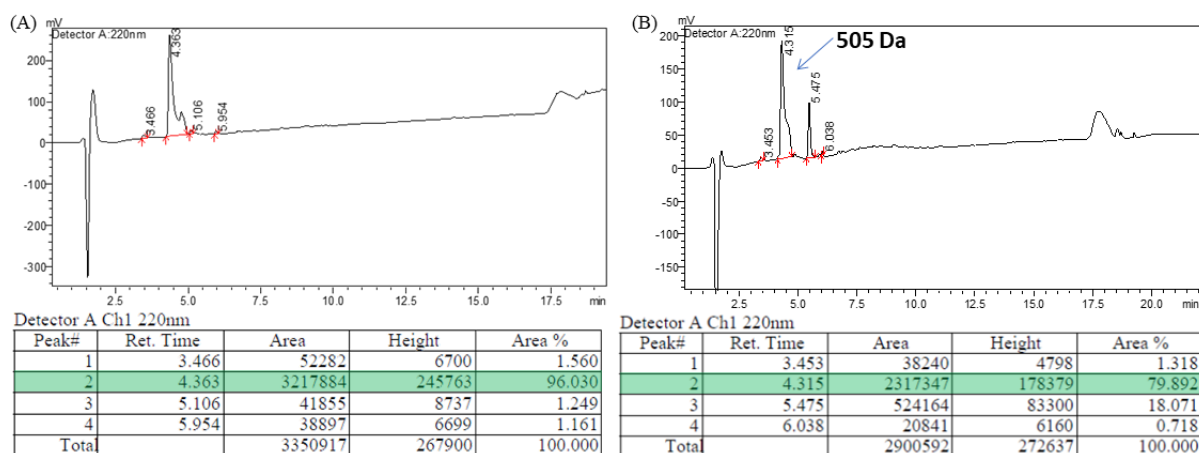 (A)
mV
Detector A:220nm
200
100
0
-100
-200
-300
3.466
4.363
5.106
5.954
2.5
5.0
7.5
10.0
12.5
15.0
17.5
min
Detector A Ch1 220nm
Peak# Ret. Time Area Height Area %
1 3.466 52282 6700 1.560
2 4.363 3217884 245763 96.030
3 5.106 41855 8737 1.249
4 5.954 38897 6699 1.161
Total 3350917 267900 100.000
(B)
mV
Detector A:220nm
505 Da
200
150
100
50
0
-50
-100
-150
3.453
4.315
5.475
6.038
2.5
5.0
7.5
10.0
12.5
15.0
17.5
20.0
min
Detector A Ch1 220nm
Peak# Ret. Time Area Height Area %
1 3.453 38240 4798 1.318
2 4.315 2317347 178379 79.892
3 5.475 524164 83300 18.071
4 6.038 20841 6160 0.718
Total 2900592 272637 100.000